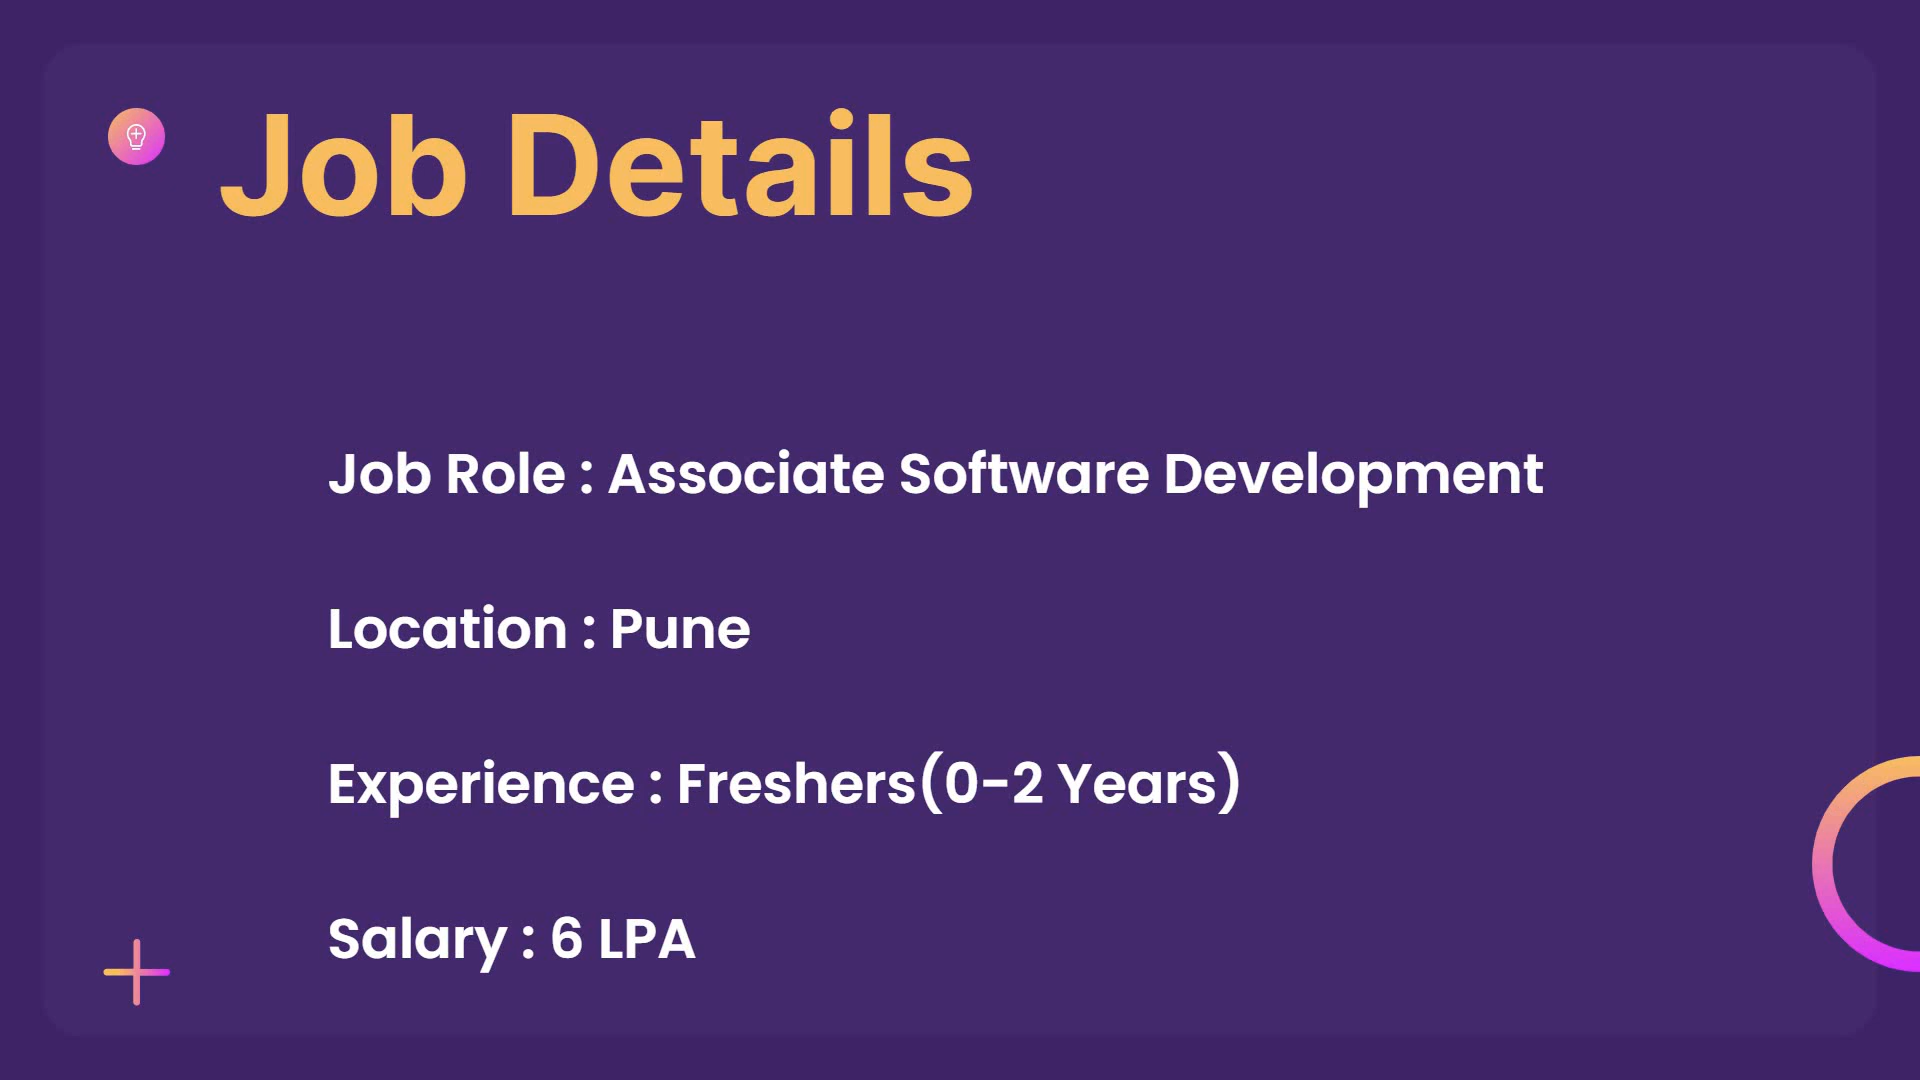 Job Details
Job Role : Associate Software Development
Location : Pune
Experience : Freshers(0-2 Years)
Salary : 6 LPA